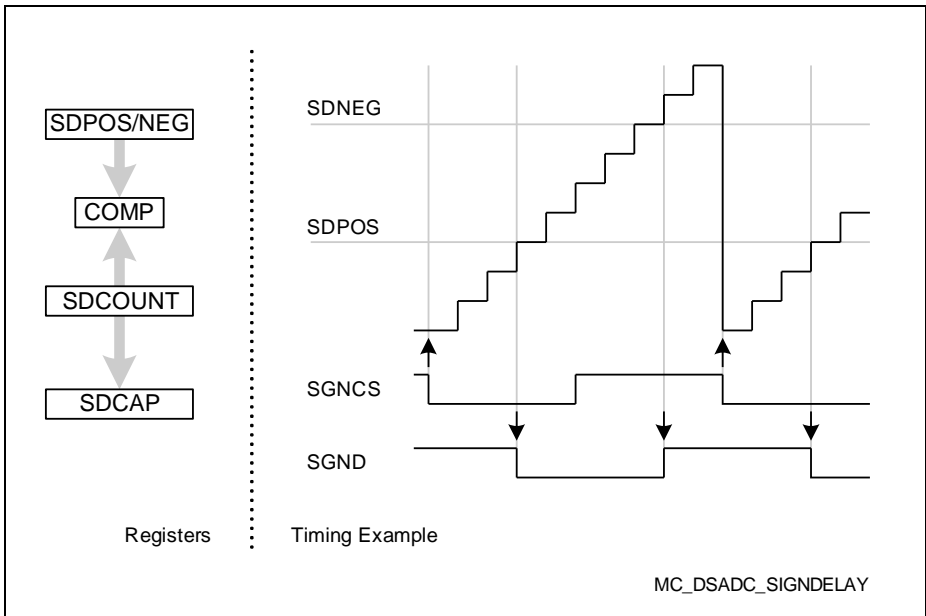 SDPOS/NEG
COMP
SDCOUNT
SDCAP
Registers
SDNEG
SDPOS
SGNCS
SGND
Timing Example
MC_DSADC_SIGNDELAY